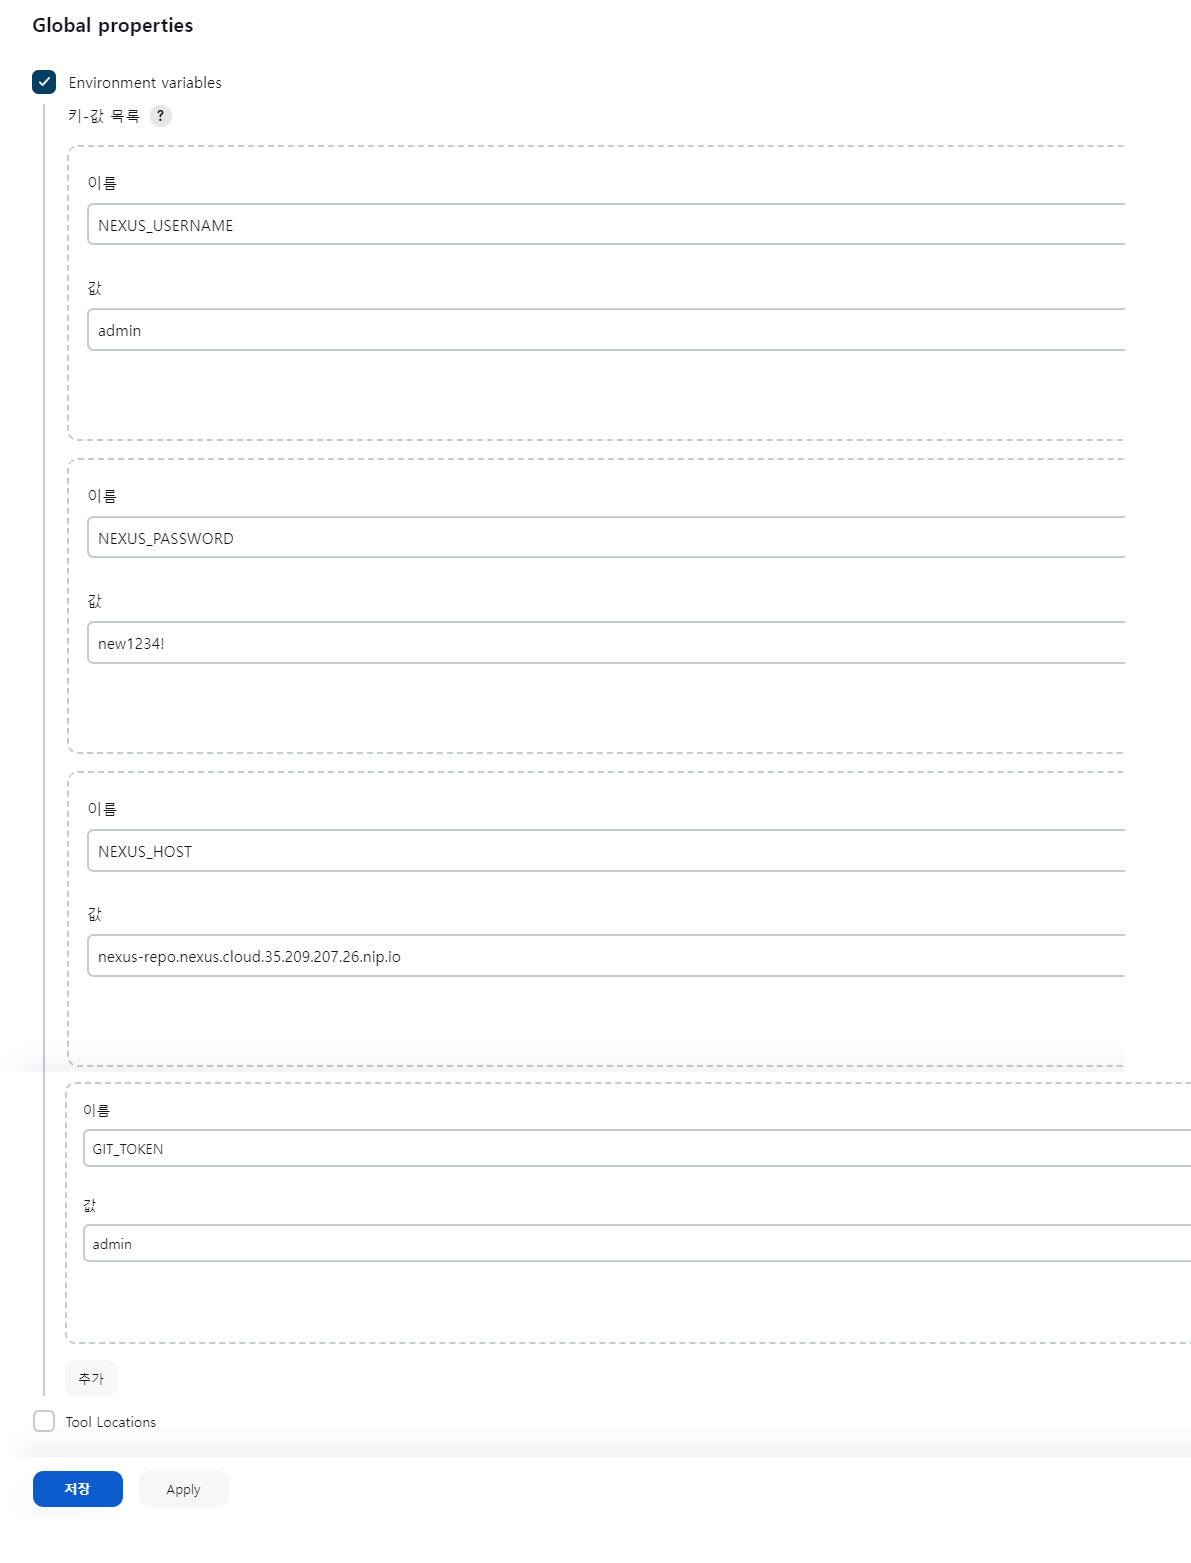 Global properties
Environment variables
키-값 목록 ?
이름
NEXUS_USERNAME
값
admin
이름
NEXUS_PASSWORD
값
new1234!
이름
NEXUS_HOST
값
nexus-repo.nexus.cloud.35.209.207.26.nip.io
이름
GIT_TOKEN
값
admin
추가
Tool Locations
저장 Apply